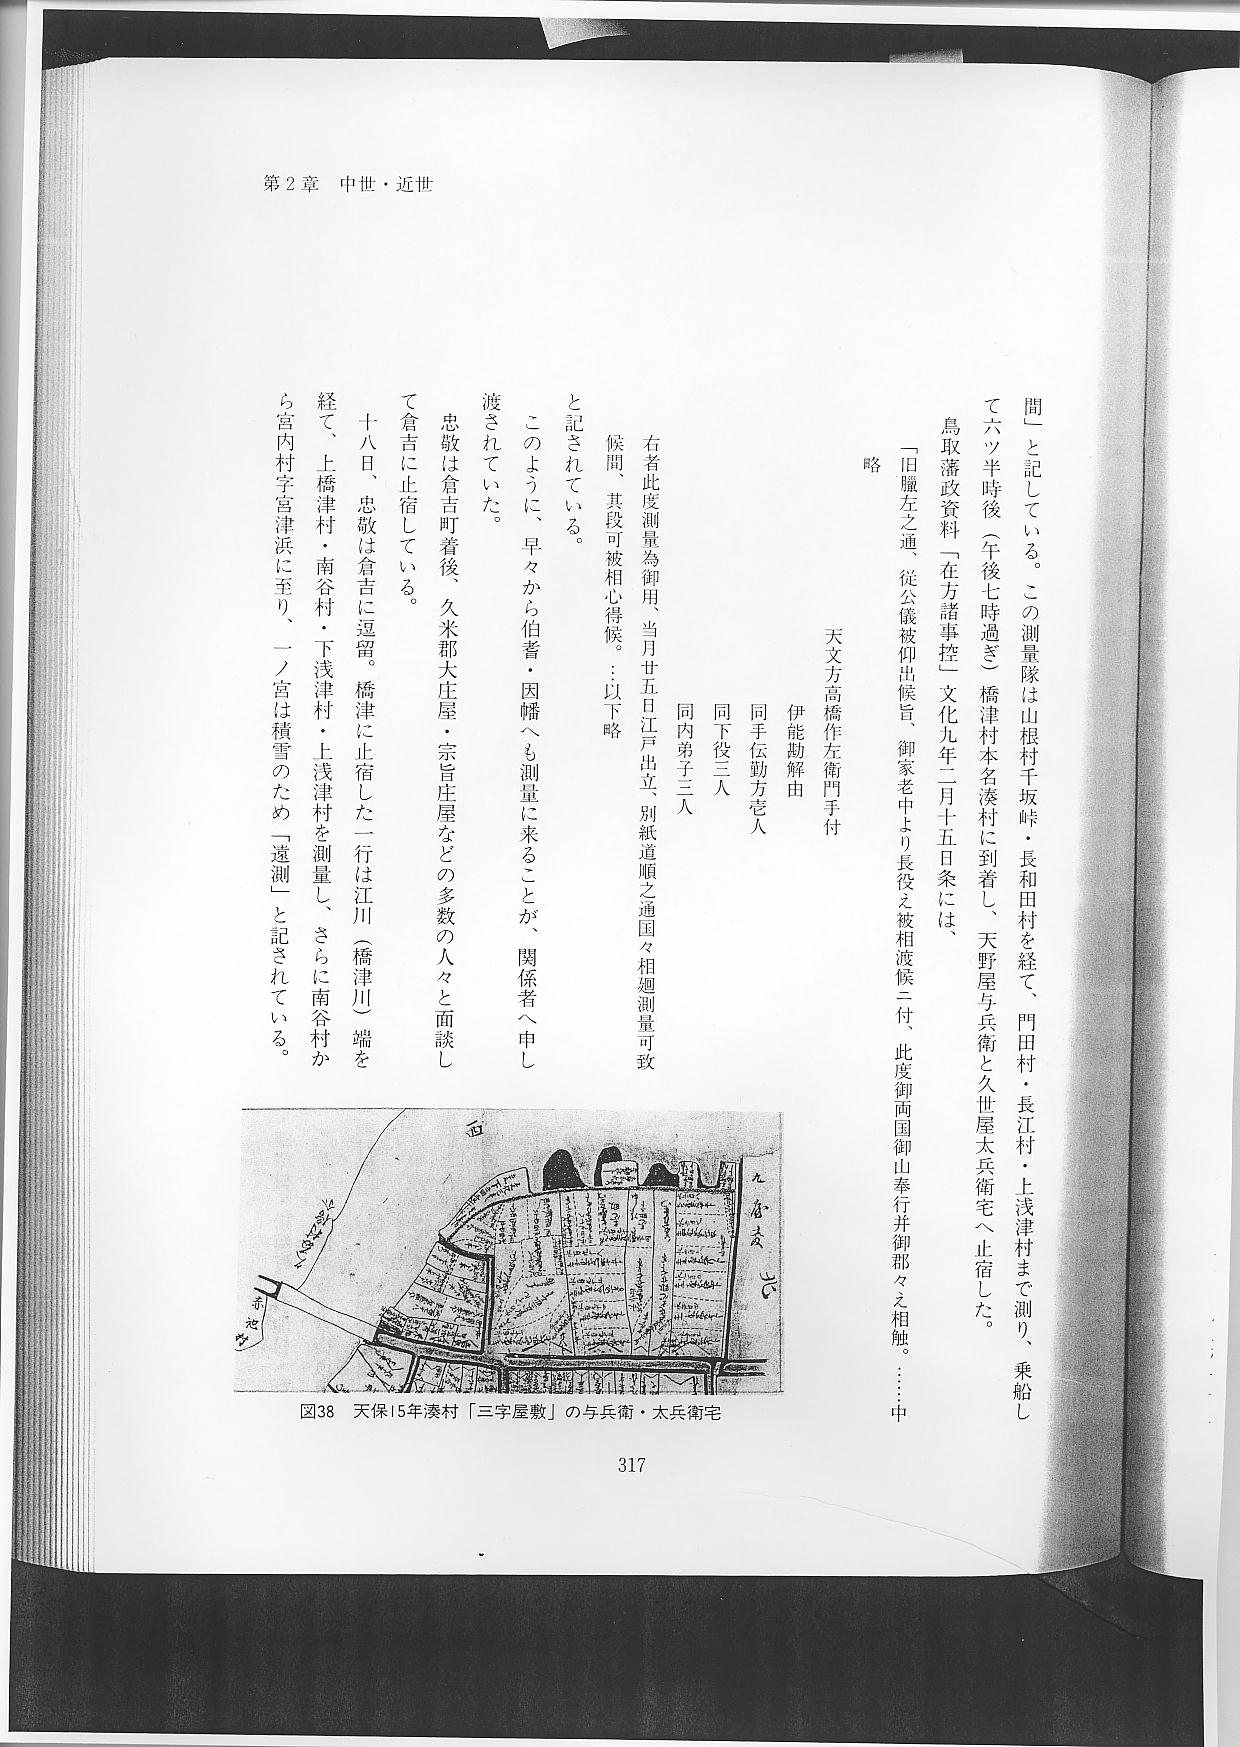 第2章　中世・近世
間」と記している。この測量隊は山根村千坂峠・長和田村を経て、門田村・長江村・上浅津村まで測り、乗船し
て六ツ半時後（午後七時過ぎ）橋津村本名湊村に到着し、天野屋与兵衛と久世屋太兵衛宅へ止宿した。
鳥取藩政資料「在方諸事控」文化九年二月十五日条には、
「旧臘左之通、従公儀被仰出候旨、御家老中より長役え被相渡候ニ付、此度御両国御山奉行并御郡々え相触。……中
略
天文方高橋作左衛門手付
伊能勘解由
同手伝勤方壱人
同下役三人
同内弟子三人
右者此度測量為御用、当月廿五日江戸出立、別紙道順之通国々相廻測量可致
候間、其段可被相心得候。…以下略
と記されている。
このように、早々から伯耆・因幡へも測量に来ることが、関係者へ申し
渡されていた。
忠敬は倉吉町着後、久米郡大庄屋・宗旨庄屋などの多数の人々と面談し
て倉吉に止宿している。
十八日、忠敬は倉吉に逗留。橋津に止宿した一行は江川（橋津川）端を
経て、上橋津村・南谷村・下浅津村・上浅津村を測量し、さらに南谷村か
ら宮内村字宮津浜に至り、一ノ宮は積雪のため「遠測」と記されている。
西
北
赤池村
図38　天保15年湊村「三字屋敷」の与兵衛・太兵衛宅
317